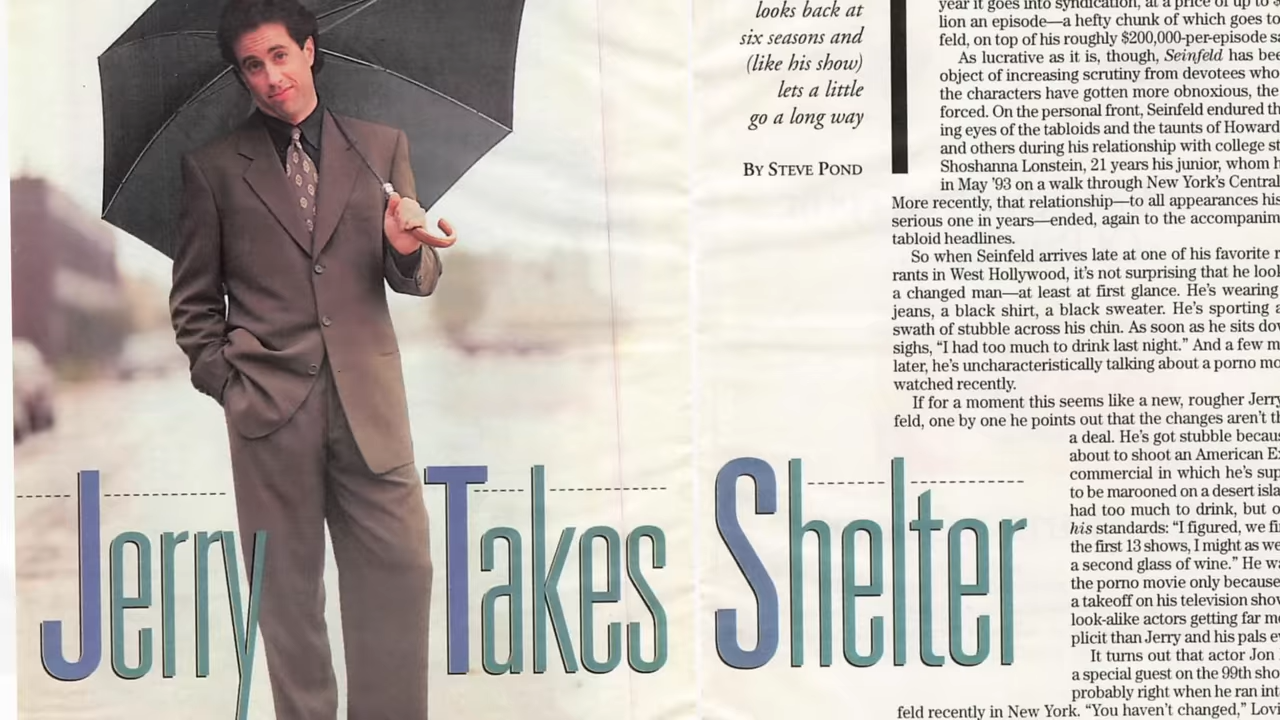 looks back at
six seasons and
(like his show)
lets a little
go a long way
BY STEVE POND
Jerry Takes Shelter
year it goes into syndication, at a price of up to $
lion an episode—a hefty chunk of which goes to
feld, on top of his roughly $200,000-per-episode sa
As lucrative as it is, though, Seinfeld has bee
object of increasing scrutiny from devotees who
the characters have gotten more obnoxious, the
forced. On the personal front, Seinfeld endured th
ing eyes of the tabloids and the taunts of Howard
and others during his relationship with college st
Shoshanna Lonstein, 21 years his junior, whom h
in May '93 on a walk through New York's Central
More recently, that relationship—to all appearances his
serious one in years—ended, again to the accompanim
tabloid headlines.
So when Seinfeld arrives late at one of his favorite r
rants in West Hollywood, it's not surprising that he look
a changed man—at least at first glance. He's wearing
jeans, a black shirt, a black sweater. He's sporting a
swath of stubble across his chin. As soon as he sits dov
sighs, "I had too much to drink last night." And a few m
later, he's uncharacteristically talking about a porno mo
watched recently.
If for a moment this seems like a new, rougher Jerry
feld, one by one he points out that the changes aren't th
a deal. He's got stubble becaus
about to shoot an American Ex
commercial in which he's sup
to be marooned on a desert isla
had too much to drink, but o
his standards: "I figured, we fi
the first 13 shows, I might as we
a second glass of wine." He wa
the porno movie only because
a takeoff on his television show
look-alike actors getting far mo
plicit than Jerry and his pals ev
It turns out that actor Jon
a special guest on the 99th sho
probably right when he ran int
feld recently in New York. "You haven't changed," Lovi